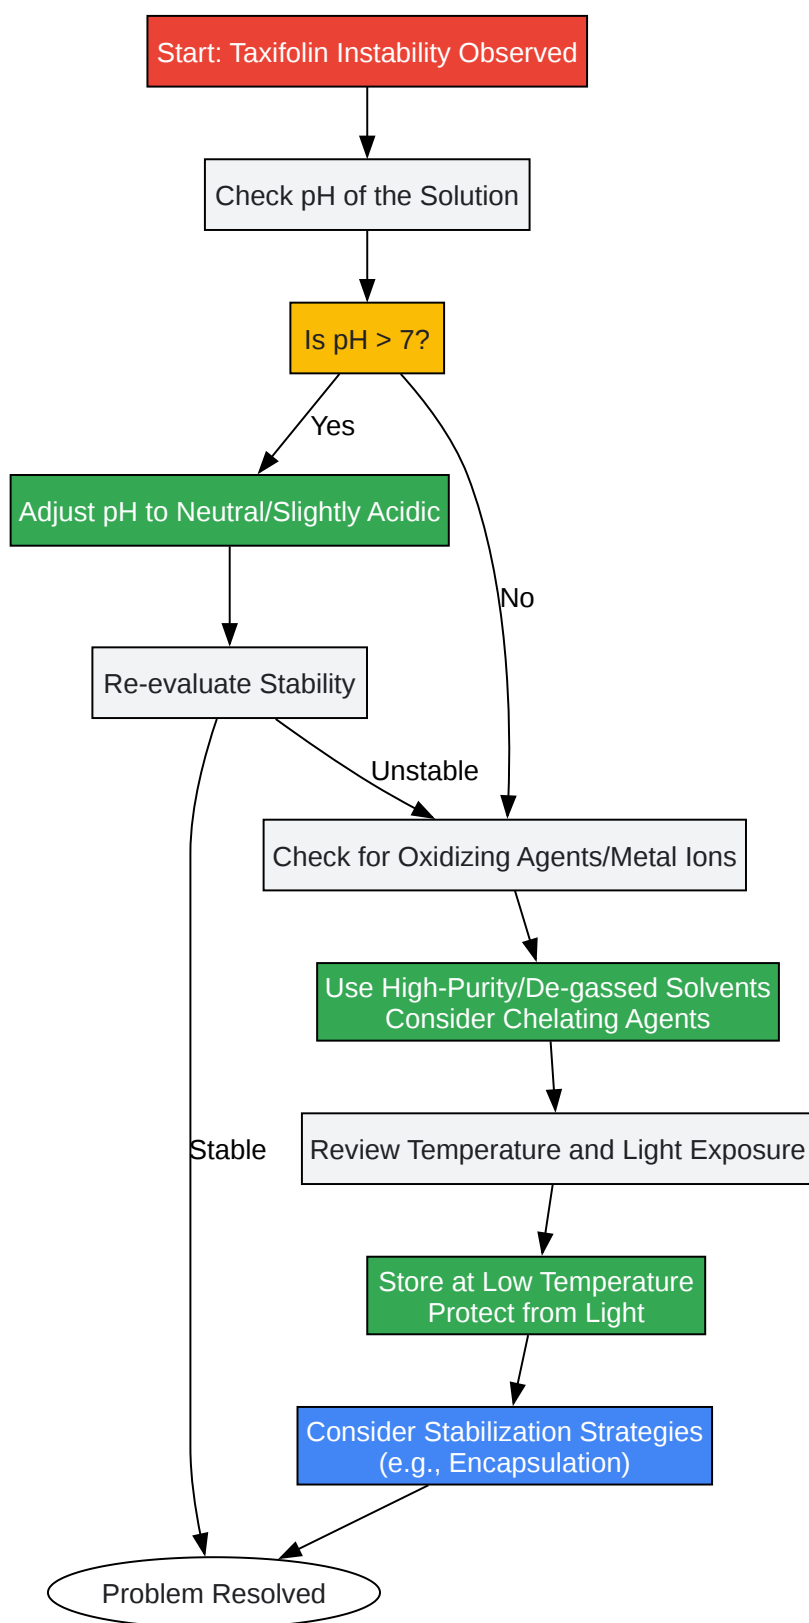 Start: Taxifolin Instability Observed
Check pH of the Solution
Is pH > 7?
Yes
Adjust pH to Neutral/Slightly Acidic
No
Re-evaluate Stability
Unstable
Check for Oxidizing Agents/Metal Ions
Use High-Purity/De-gassed Solvents
Consider Chelating Agents
Stable
Review Temperature and Light Exposure
Store at Low Temperature
Protect from Light
Consider Stabilization Strategies
(e.g., Encapsulation)
Problem Resolved